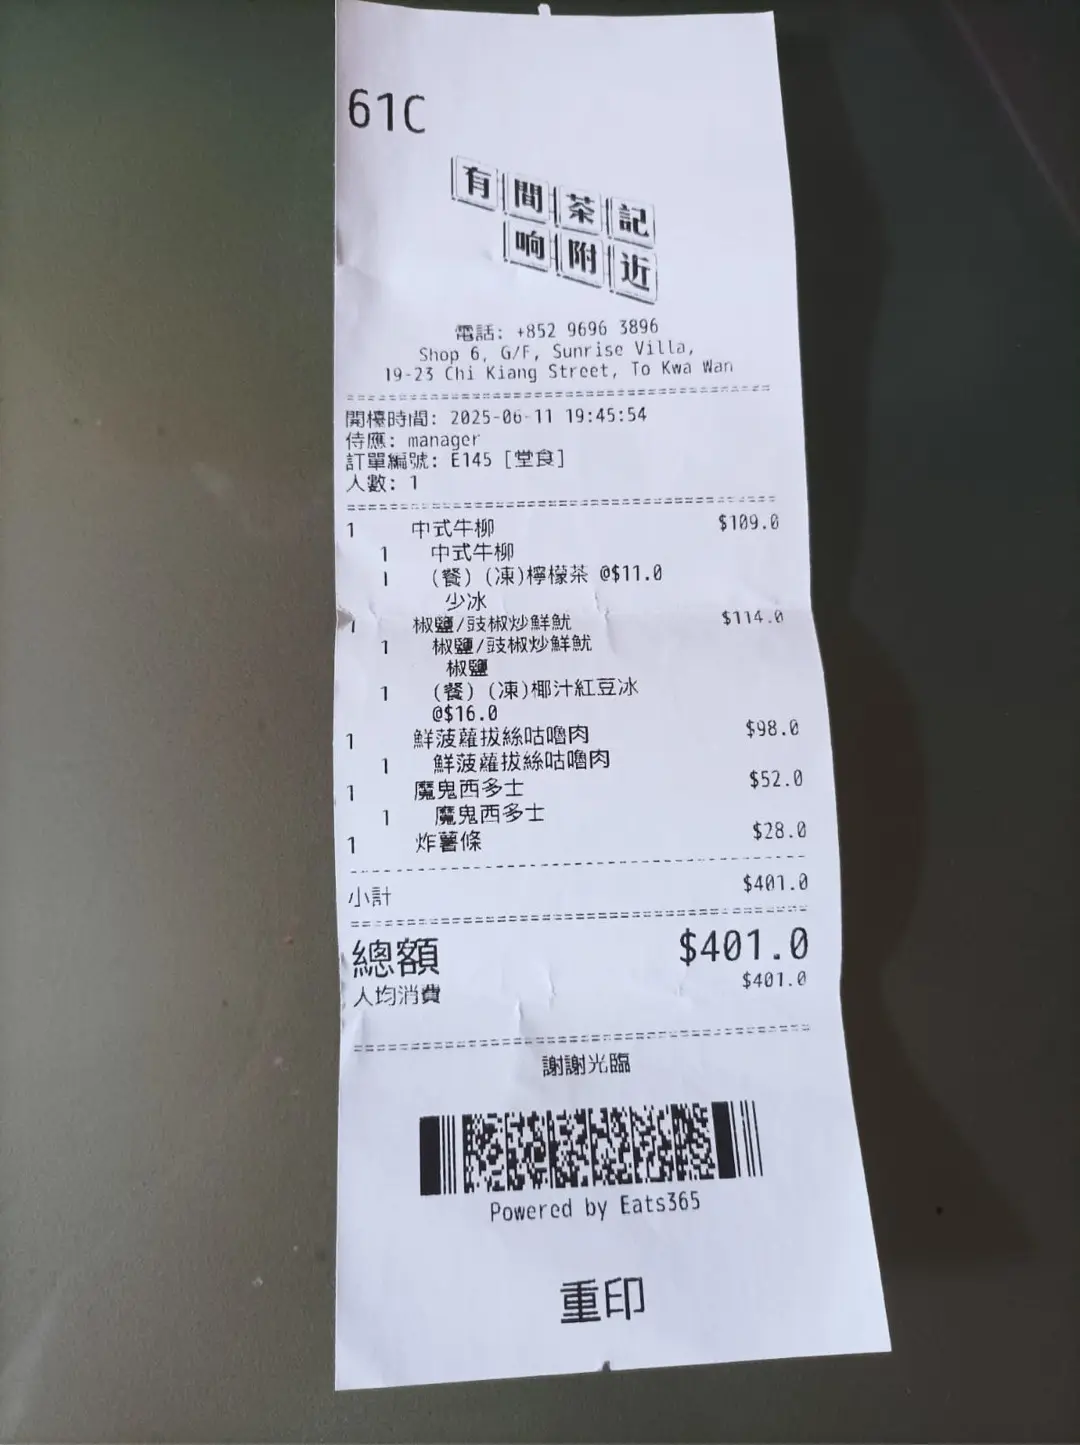 61C
有間茶記
响附近
電話: +852 9696 3896
Shop 6, G/F, Sunrise Villa,
19-23 Chi Kiang Street, To Kwa Wan
開檯時間: 2025-06-11 19:45:54
侍應: manager
訂單編號: E145 [堂食]
人數: 1
1 中式牛柳 $109.0
1 中式牛柳
1 (餐) (凍)檸檬茶 @$11.0
少冰
1 椒鹽/豉椒炒鮮魷 $114.0
1 椒鹽/豉椒炒鮮魷
椒鹽
1 (餐) (凍)椰汁紅豆冰
@$16.0
1 鮮菠蘿拔絲咕嚕肉 $98.0
1 鮮菠蘿拔絲咕嚕肉
1 魔鬼西多士 $52.0
1 魔鬼西多士
1 炸薯條 $28.0
小計 $401.0
總額 $401.0
人均消費 $401.0
謝謝光臨
Powered by Eats365
重印